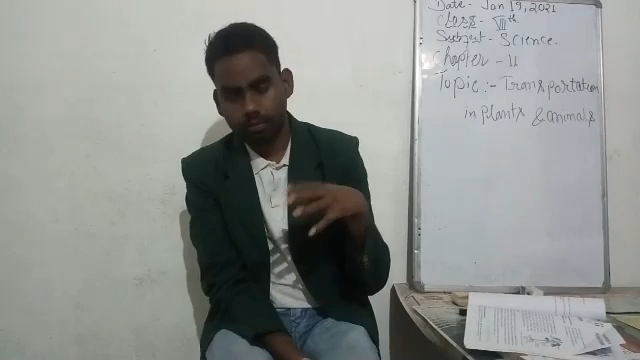 Date- Jan 19, 2021
Class- VIIth
Subject- Science.
Chapter - 11
Topic :- Transportation
in plants & animals